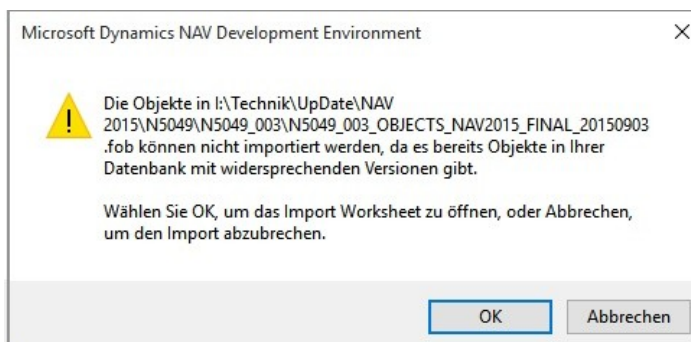 Microsoft Dynamics NAV Development Environment
Die Objekte in I:\Technik\UpDate\NAV
2015\N5049\N5049_003\N5049_003_OBJECTS_NAV2015_FINAL_20150903
.fob können nicht importiert werden, da es bereits Objekte in Ihrer
Datenbank mit widersprechenden Versionen gibt.
Wählen Sie OK, um das Import Worksheet zu öffnen, oder Abbrechen,
um den Import abzubrechen.
OK
Abbrechen